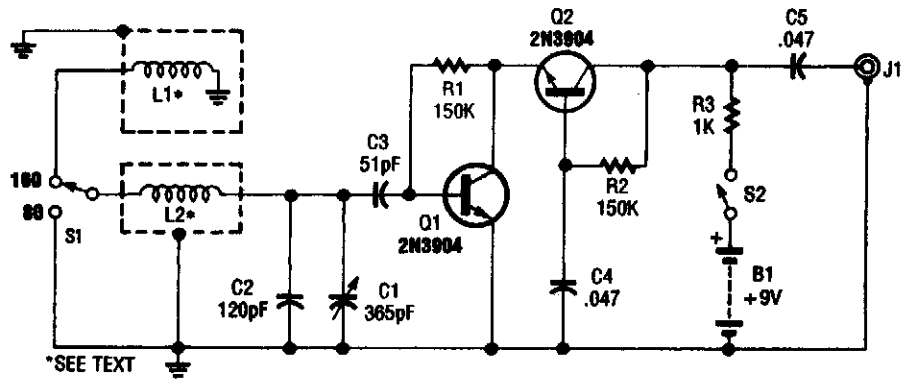 Q2
2N3904
C5
.047
J1
L1*
R1
150K
R3
1K
C3
51pF
160
80
S1
L2*
Q1
2N3904
R2
150K
S2
C2
120pF
C1
365pF
C4
.047
+
B1
+9V
*SEE TEXT